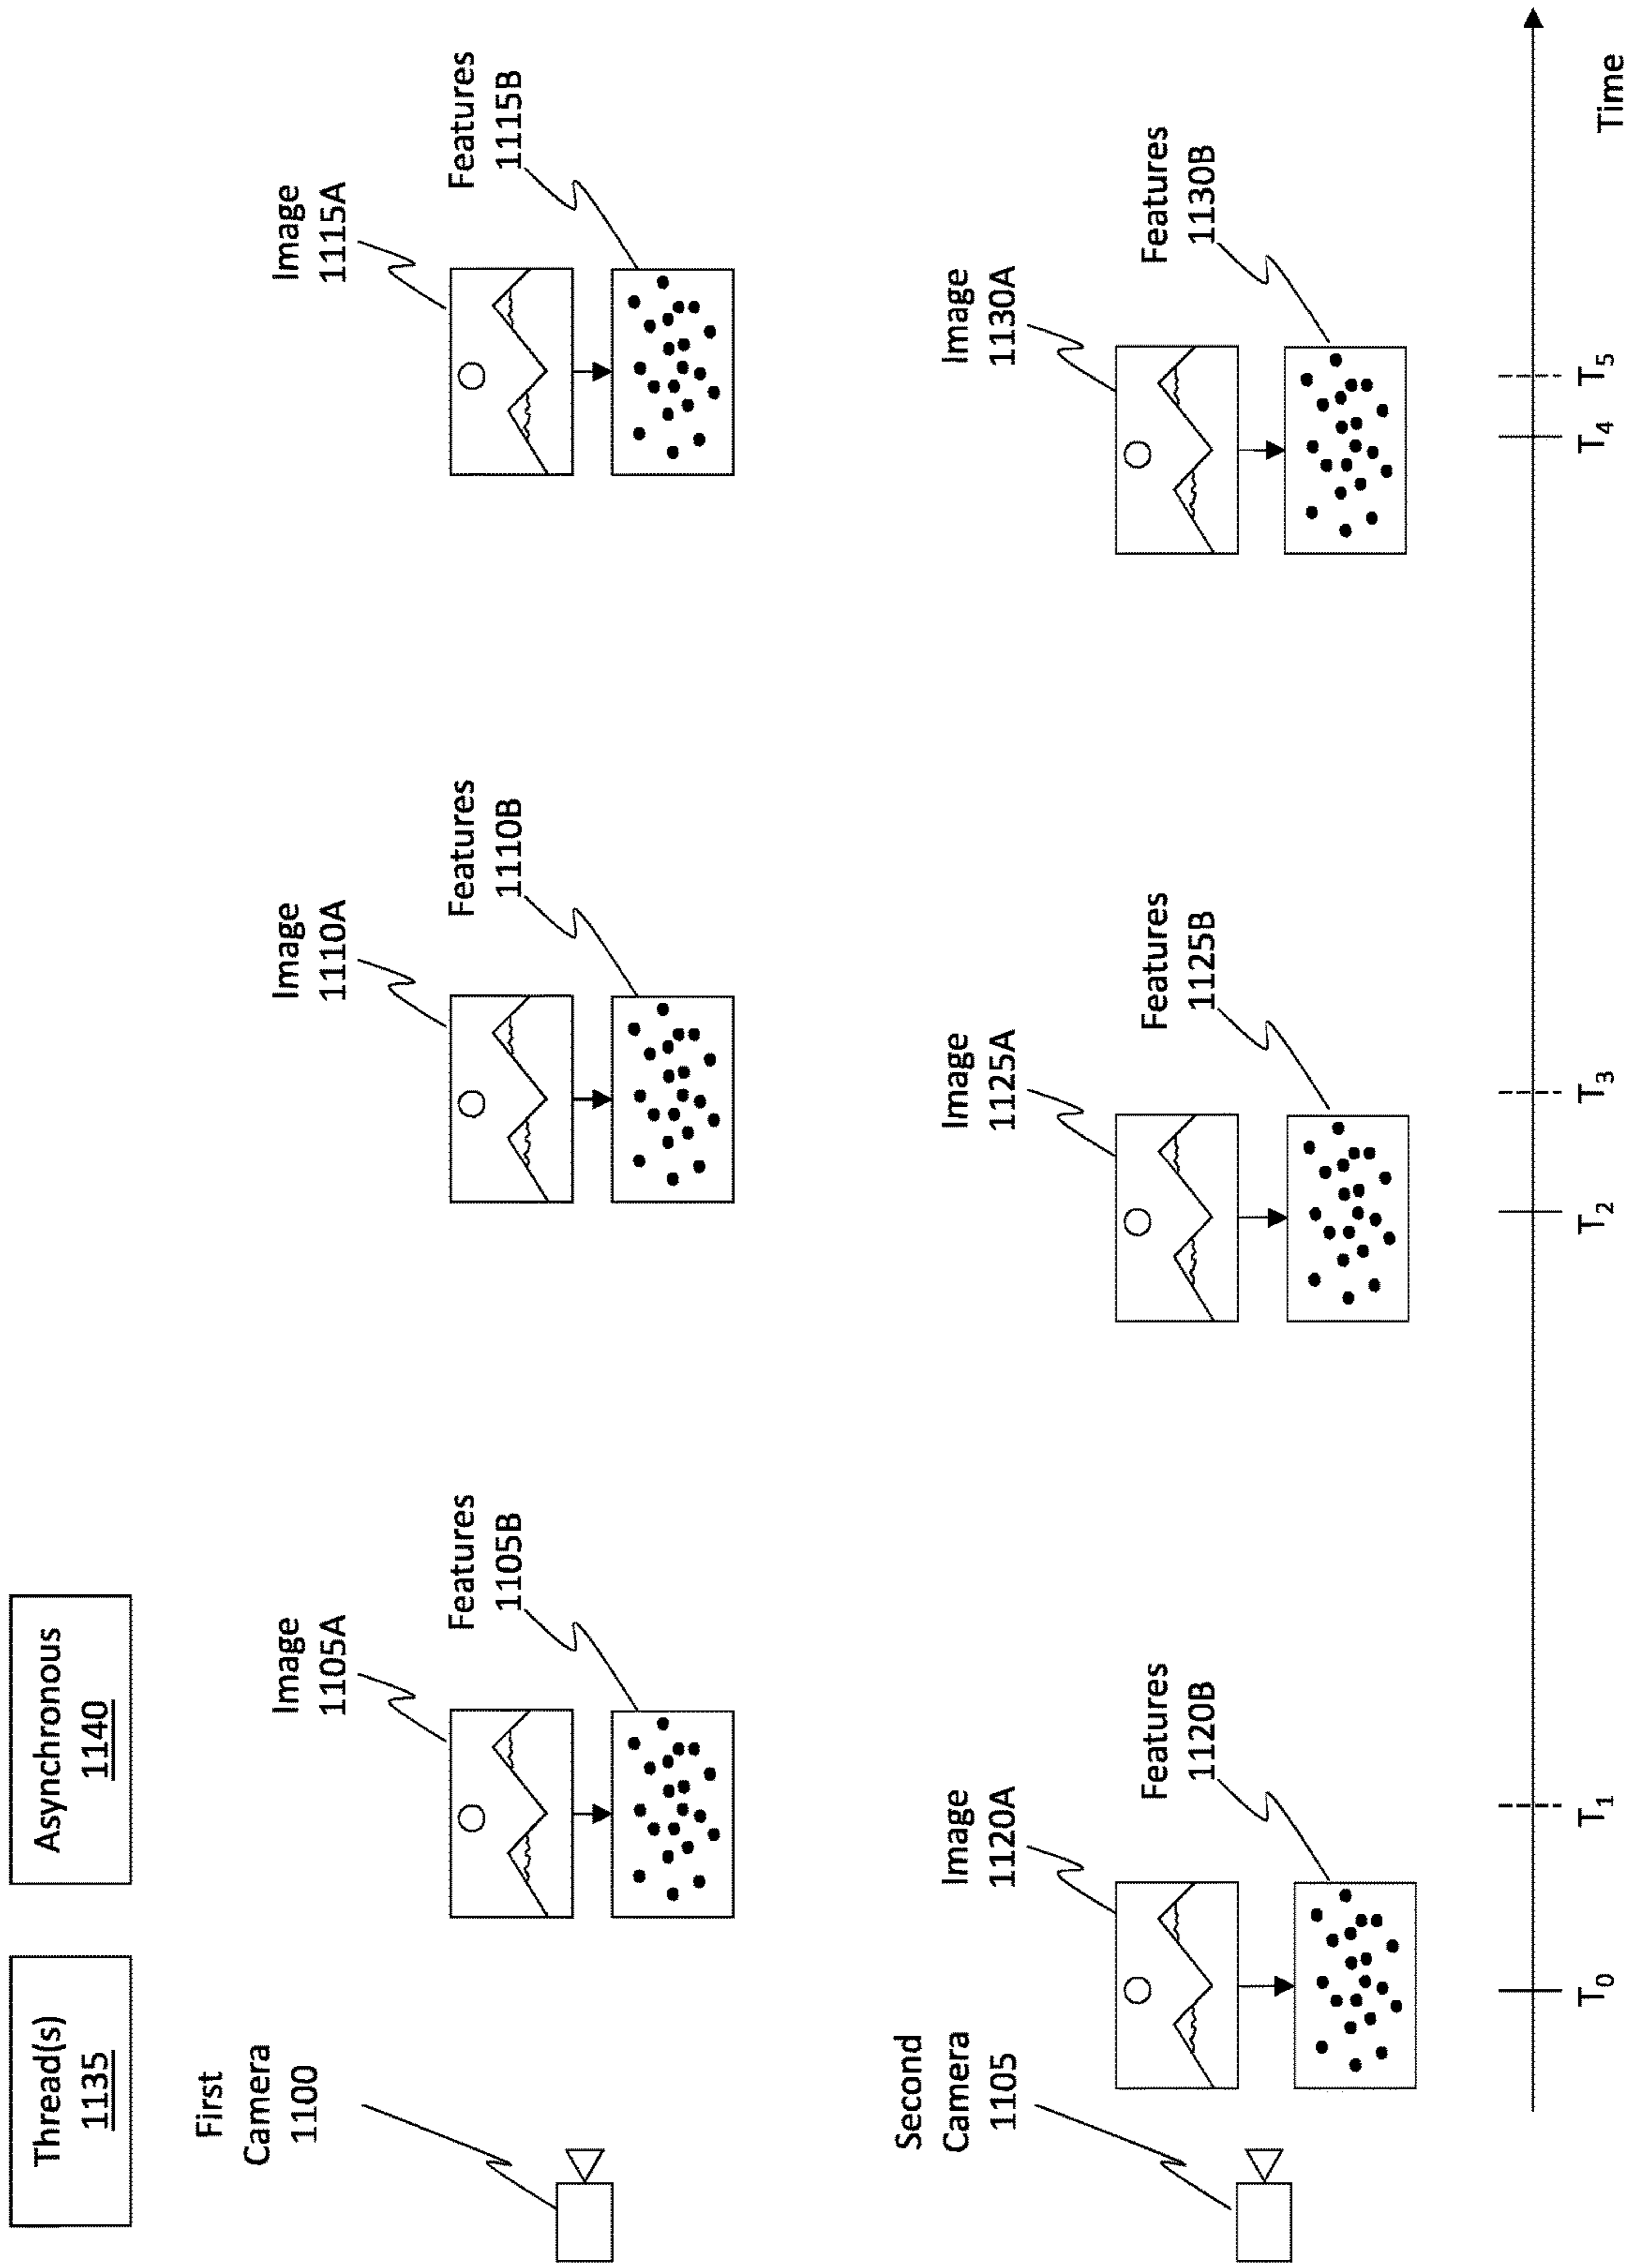 Thread(s)
1135
Asynchronous
1140
First
Camera
1100
Image
1105A
Features
1105B
Image
1110A
Features
1110B
Image
1115A
Features
1115B
Second
Camera
1105
Image
1120A
Features
1120B
Image
1125A
Features
1125B
Image
1130A
Features
1130B
T0
T1
T2
T3
T4
T5
Time